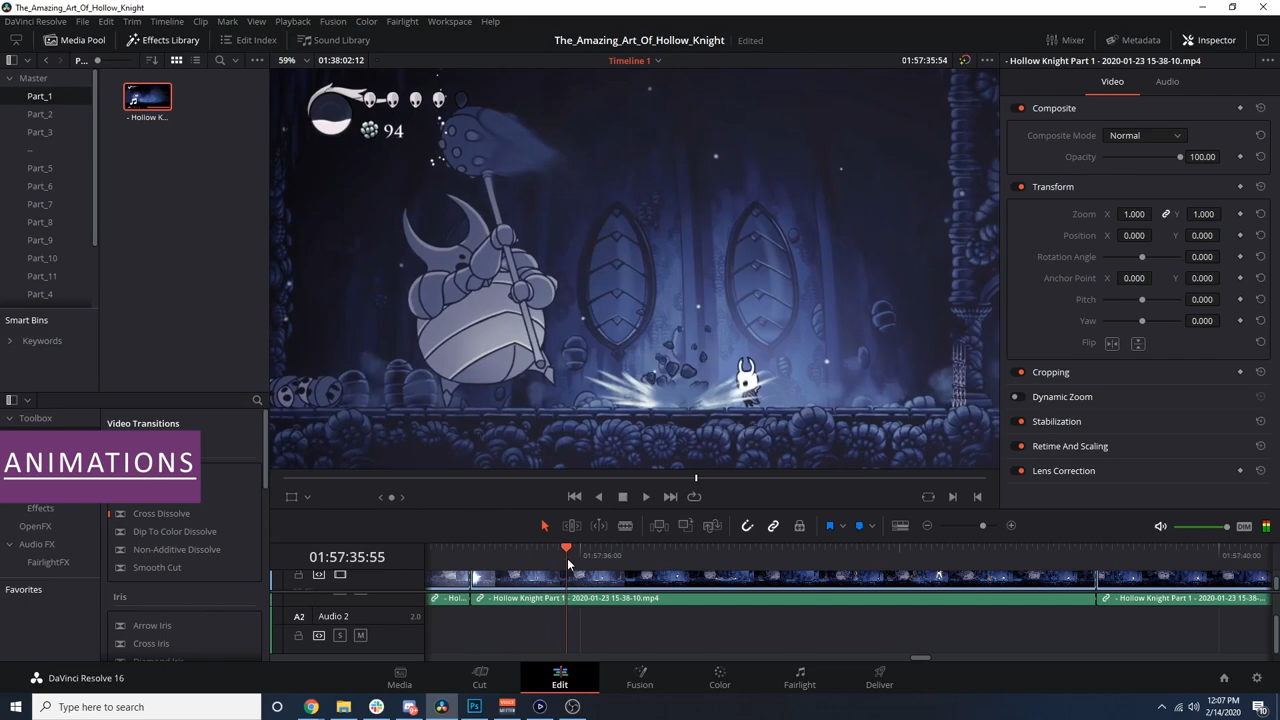 The_Amazing_Art_Of_Hollow_Knight
DaVinci Resolve File Edit Trim Timeline Clip Mark View Playback Fusion Color Fairlight Workspace Help
Media Pool Effects Library Edit Index Sound Library The_Amazing_Art_Of_Hollow_Knight Edited Mixer Metadata Inspector
P... 59% 01:38:02:12 Timeline 1 01:57:35:54 - Hollow Knight Part 1 - 2020-01-23 15-38-10.mp4
Master
Part_1
Part_2
Part_3
--
Part_5
Part_6
Part_7
Part_8
Part_9
Part_10
Part_11
Part_4
Smart Bins
Keywords
- Hollow K...
94
Video Audio
Composite
Composite Mode Normal
Opacity 100.00
Transform
Zoom X 1.000 Y 1.000
Position X 0.000 Y 0.000
Rotation Angle 0.000
Anchor Point X 0.000 Y 0.000
Pitch 0.000
Yaw 0.000
Flip
Cropping
Dynamic Zoom
Stabilization
Retime And Scaling
Lens Correction
Toolbox
ANIMATIONS
Effects
OpenFX
Audio FX
FairlightFX
Favorites
Video Transitions
Cross Dissolve
Dip To Color Dissolve
Non-Additive Dissolve
Smooth Cut
Iris
Arrow Iris
Cross Iris
Diamond Iris
DIM
01:57:35:55
01:57:36:00 01:57:40:00
- Hol... - Hollow Knight Part 1 - 2020-01-23 15-38-10.mp4 - Hollow Knight Part 1 - 2020-01-23 15-38-10.mp4
A2 Audio 2 2.0
S M
DaVinci Resolve 16
Media Cut Edit Fusion Color Fairlight Deliver
Type here to search
12:07 PM
2/14/2020